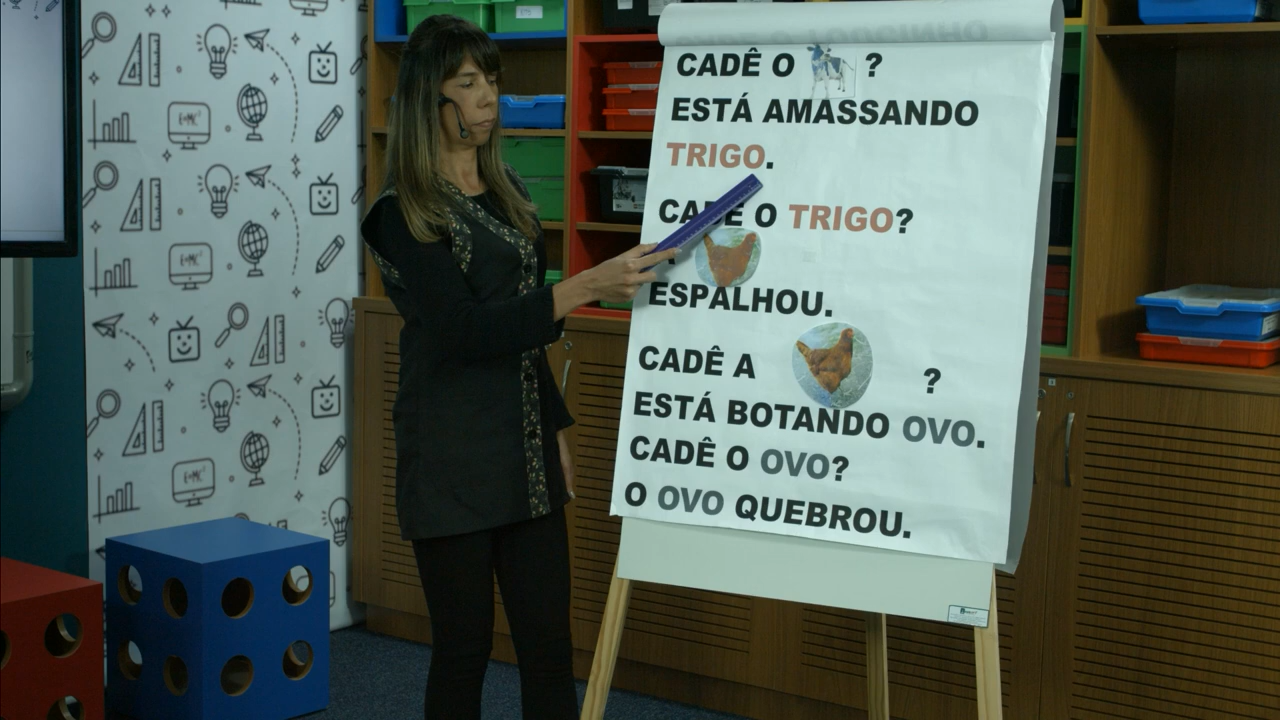 CADÊ O ?
ESTÁ AMASSANDO
TRIGO.
CADÊ O TRIGO?
ESPALHOU.
CADÊ A ?
ESTÁ BOTANDO OVO.
CADÊ O OVO?
O OVO QUEBROU.